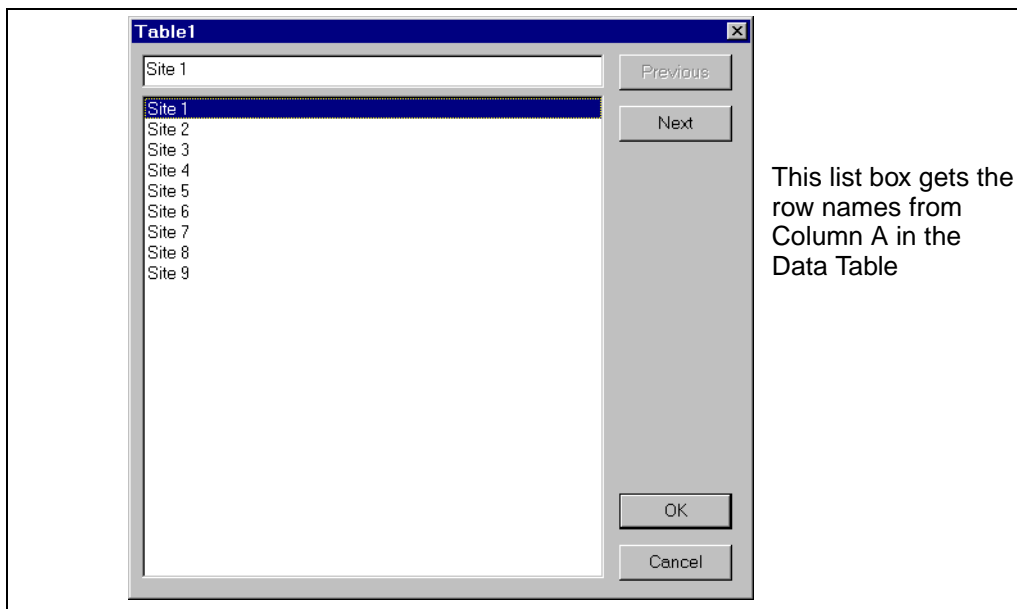 Table1
Site 1
Previous
Site 1
Site 2
Site 3
Site 4
Site 5
Site 6
Site 7
Site 8
Site 9
Next
OK
Cancel
This list box gets the
row names from
Column A in the
Data Table